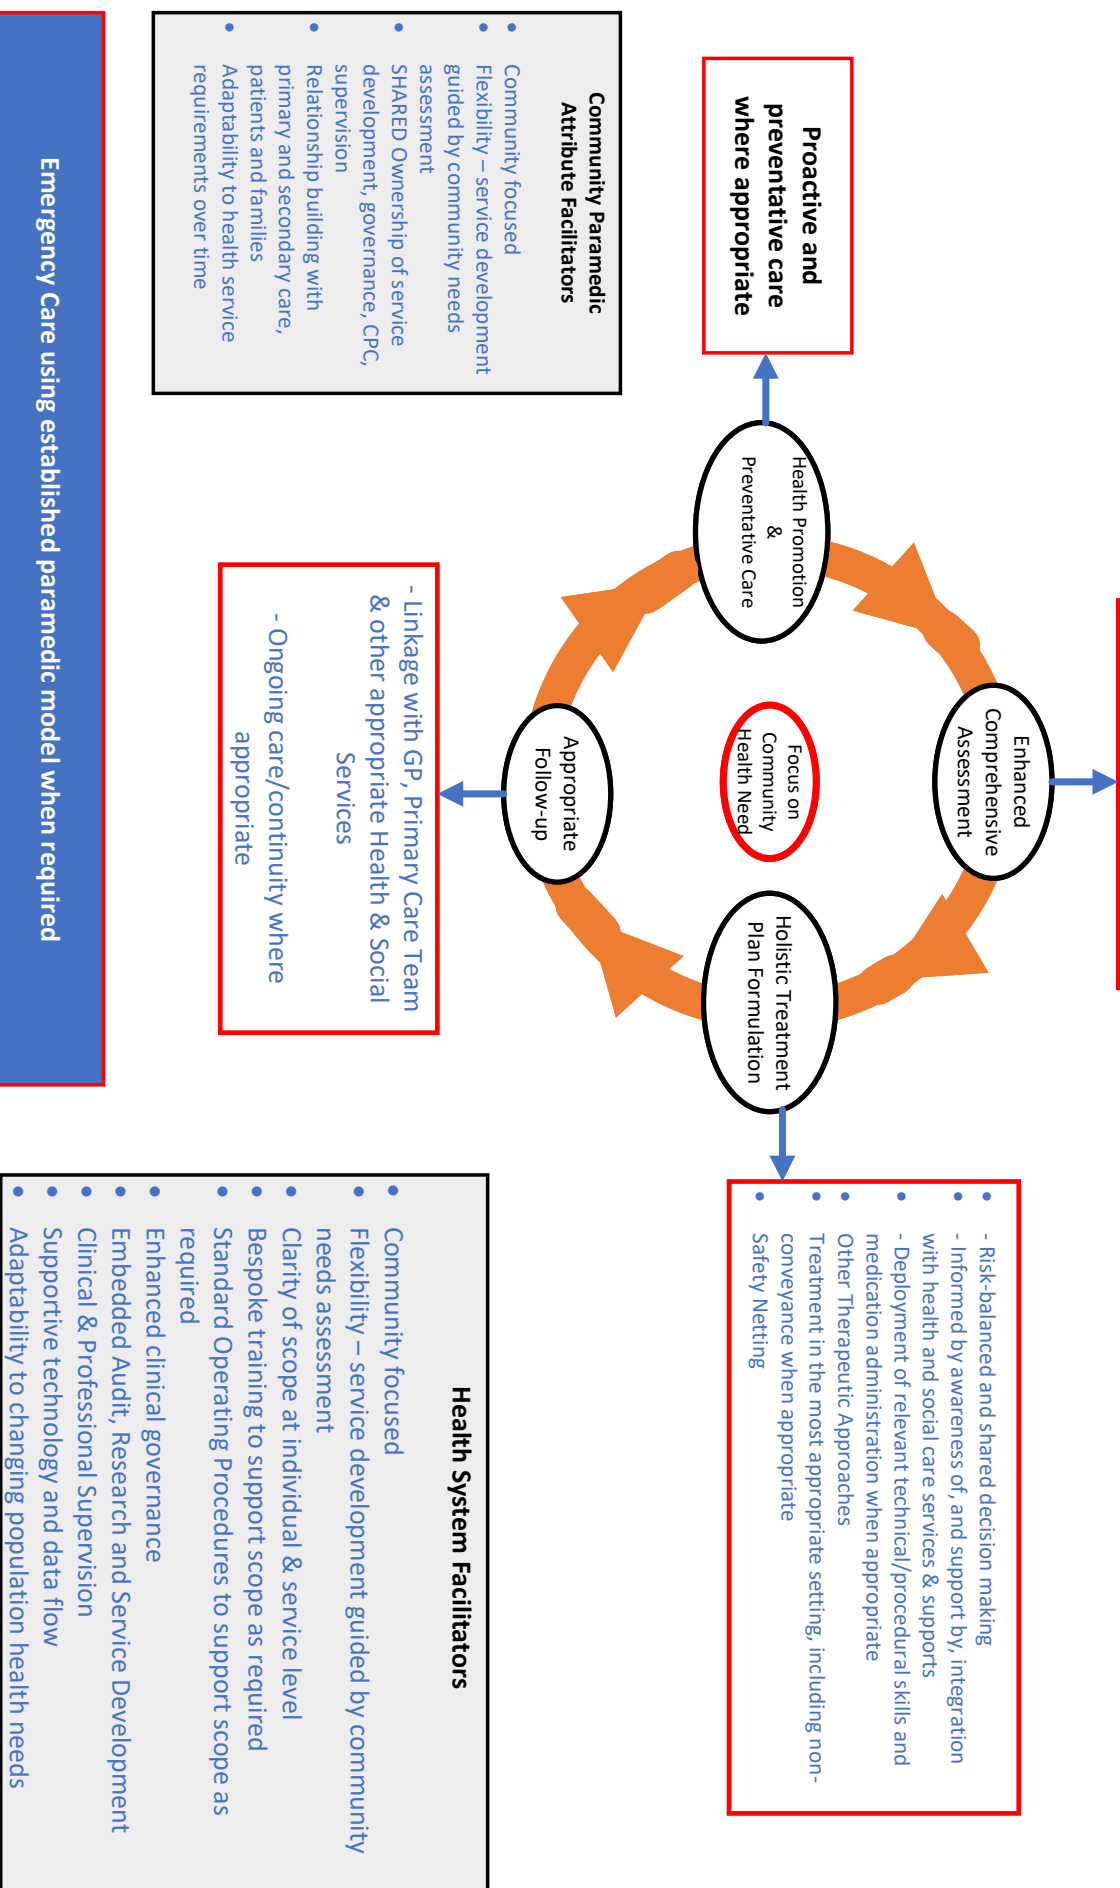 Enhanced
Comprehensive
Assessment
Proactive and
preventative care
where appropriate
Health Promotion
&
Preventative Care
Focus on
Community
Health Need
Holistic Treatment
Plan Formulation
• - Risk-balanced and shared decision making
• - Informed by awareness of, and support by, integration
with health and social care services & supports
• - Deployment of relevant technical/procedural skills and
medication administration when appropriate
• Other Therapeutic Approaches
• Treatment in the most appropriate setting, including non-
conveyance when appropriate
• Safety Netting
Appropriate
Follow-up
- Linkage with GP, Primary Care Team
& other appropriate Health & Social
Services
- Ongoing care/continuity where
appropriate
Community Paramedic
Attribute Facilitators
• Community focused
• Flexibility – service development
guided by community needs
assessment
• SHARED Ownership of service
development, governance, CPC,
supervision
• Relationship building with
primary and secondary care,
patients and families
• Adaptability to health service
requirements over time
Health System Facilitators
• Community focused
• Flexibility – service development guided by community
needs assessment
• Clarity of scope at individual & service level
• Bespoke training to support scope as required
• Standard Operating Procedures to support scope as
required
• Enhanced clinical governance
• Embedded Audit, Research and Service Development
• Clinical & Professional Supervision
• Supportive technology and data flow
• Adaptability to changing population health needs
Emergency Care using established paramedic model when required